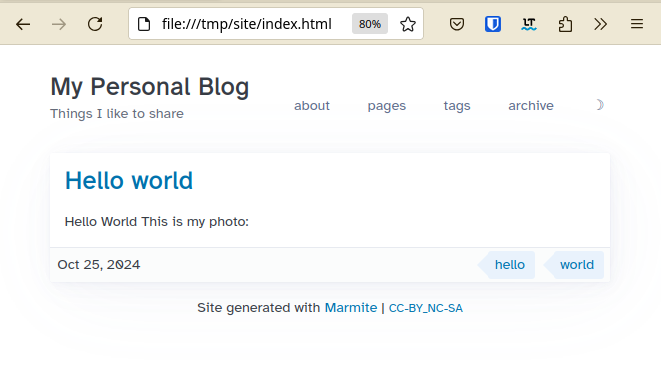 file:///tmp/site/index.html 80% LT
My Personal Blog
Things I like to share
about pages tags archive
Hello world
Hello World This is my photo:
Oct 25, 2024 hello world
Site generated with Marmite | CC-BY_NC-SA